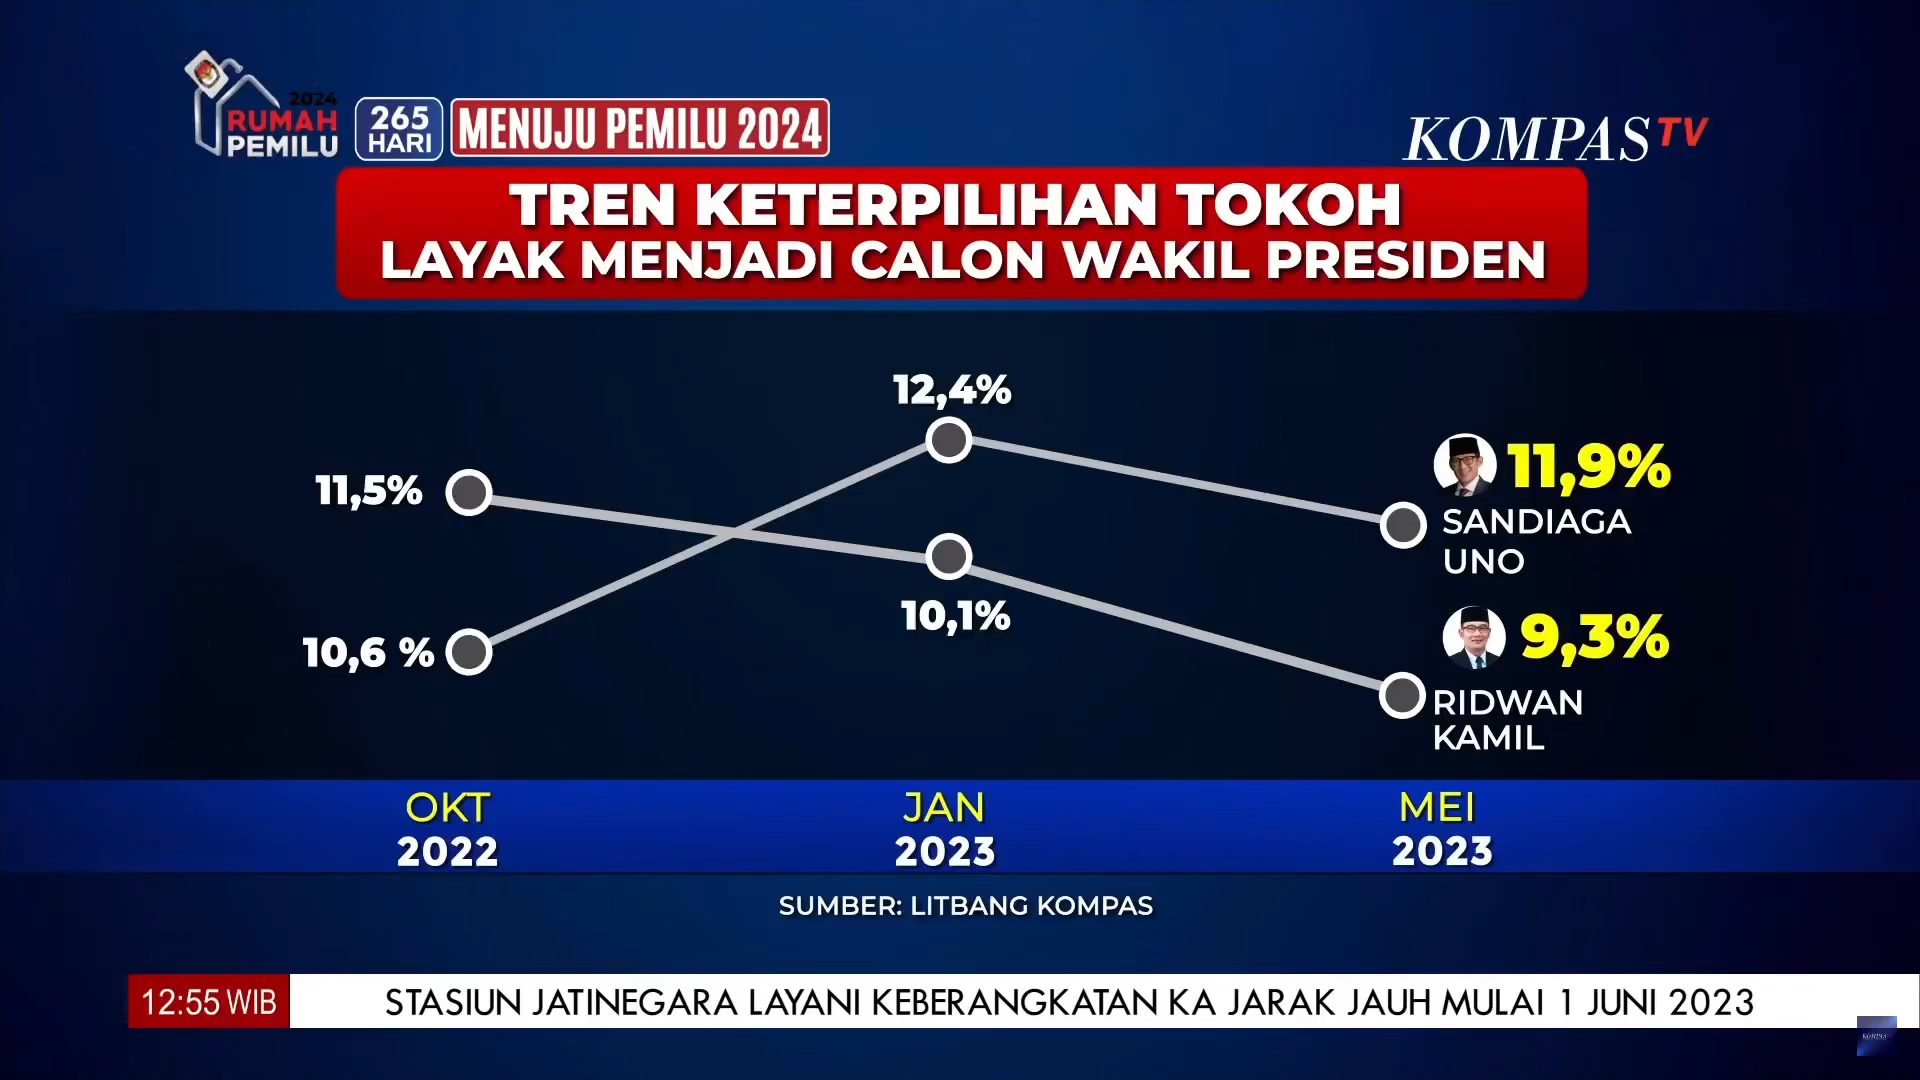 2024
RUMAH
PEMILU
265
HARI
MENUJU PEMILU 2024
KOMPAS TV
TREN KETERPILIHAN TOKOH
LAYAK MENJADI CALON WAKIL PRESIDEN
12,4%
11,5%
11,9%
SANDIAGA
UNO
10,1%
10,6 %
9,3%
RIDWAN
KAMIL
OKT
2022
JAN
2023
MEI
2023
SUMBER: LITBANG KOMPAS
12:55 WIB
STASIUN JATINEGARA LAYANI KEBERANGKATAN KA JARAK JAUH MULAI 1 JUNI 2023
KOMPAS